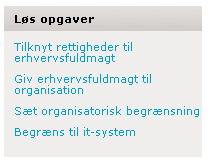 Løs opgaver
Tilknyt rettigheder til
erhvervsfuldmagt
Giv erhvervsfuldmagt til
organisation
Sæt organisatorisk begrænsning
Begræns til it-system